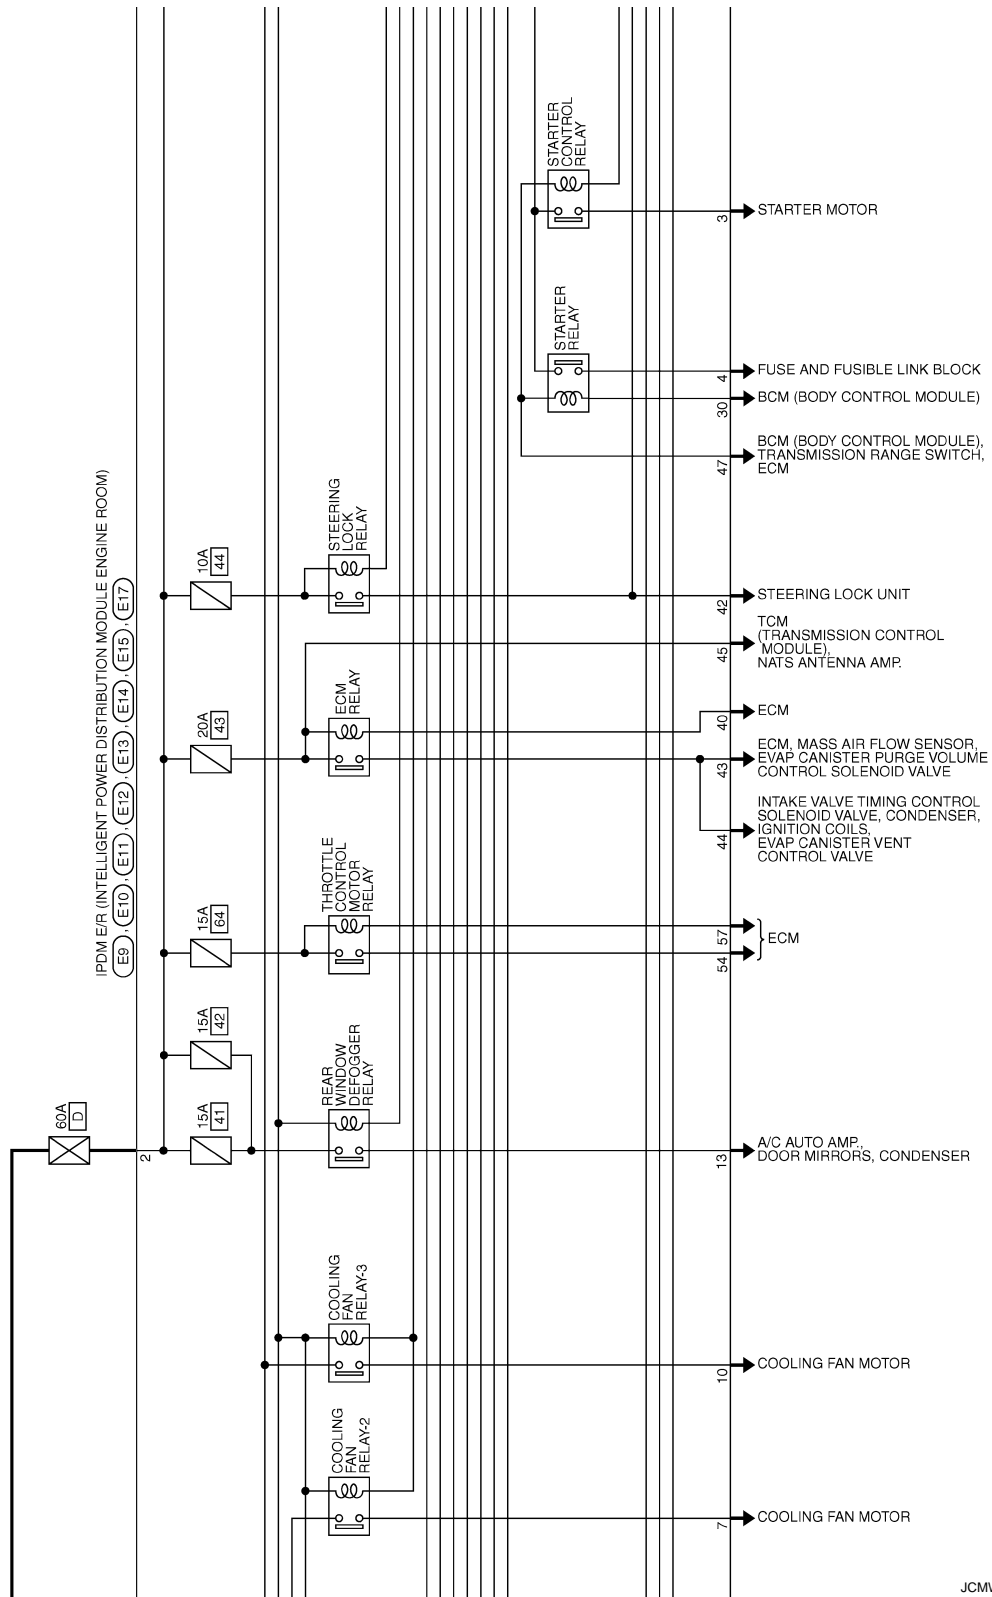 STARTER
CONTROL
RELAY
3
STARTER MOTOR
STARTER
RELAY
4
FUSE AND FUSIBLE LINK BLOCK
30
BCM (BODY CONTROL MODULE)
47
BCM (BODY CONTROL MODULE),
TRANSMISSION RANGE SWITCH,
ECM
IPDM E/R (INTELLIGENT POWER DISTRIBUTION MODULE ENGINE ROOM)
E9 , E10 , E11 , E12 , E13 , E14 , E15 , E17
10A
44
STEERING
LOCK
RELAY
42
STEERING LOCK UNIT
45
TCM
(TRANSMISSION CONTROL
MODULE),
NATS ANTENNA AMP.
20A
43
ECM
RELAY
40
ECM
43
ECM, MASS AIR FLOW SENSOR,
EVAP CANISTER PURGE VOLUME
CONTROL SOLENOID VALVE
44
INTAKE VALVE TIMING CONTROL
SOLENOID VALVE, CONDENSER,
IGNITION COILS,
EVAP CANISTER VENT
CONTROL VALVE
15A
64
THROTTLE
CONTROL
MOTOR
RELAY
57
54
ECM
15A
42
60A
D
2
15A
41
REAR
WINDOW
DEFOGGER
RELAY
13
A/C AUTO AMP.,
DOOR MIRRORS, CONDENSER
COOLING
FAN
RELAY-3
10
COOLING FAN MOTOR
COOLING
FAN
RELAY-2
7
COOLING FAN MOTOR